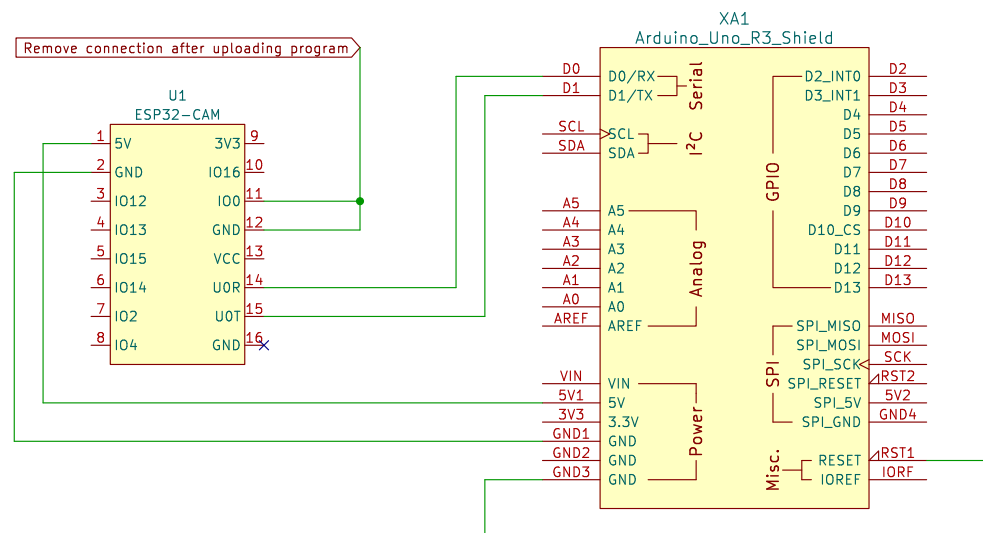 Remove connection after uploading program
U1
ESP32-CAM
1 5V 3V3 9
2 GND IO16 10
3 IO12 IO0 11
4 IO13 GND 12
5 IO15 VCC 13
6 IO14 U0R 14
7 IO2 U0T 15
8 IO4 GND 16
XA1
Arduino_Uno_R3_Shield
D0 D0/RX
D1 D1/TX
Serial
SCL SCL
SDA SDA
I²C
A5 A5
A4 A4
A3 A3
A2 A2
A1 A1
A0 A0
AREF AREF
Analog
VIN VIN
5V1 5V
3V3 3.3V
GND1 GND
GND2 GND
GND3 GND
Power
D2_INT0 D2
D3_INT1 D3
D4 D4
D5 D5
D6 D6
D7 D7
D8 D8
D9 D9
D10_CS D10
D11 D11
D12 D12
D13 D13
GPIO
SPI_MISO MISO
SPI_MOSI MOSI
SPI_SCK SCK
SPI_RESET RST2
SPI_5V 5V2
SPI_GND GND4
SPI
RESET RST1
IOREF IORF
Misc.